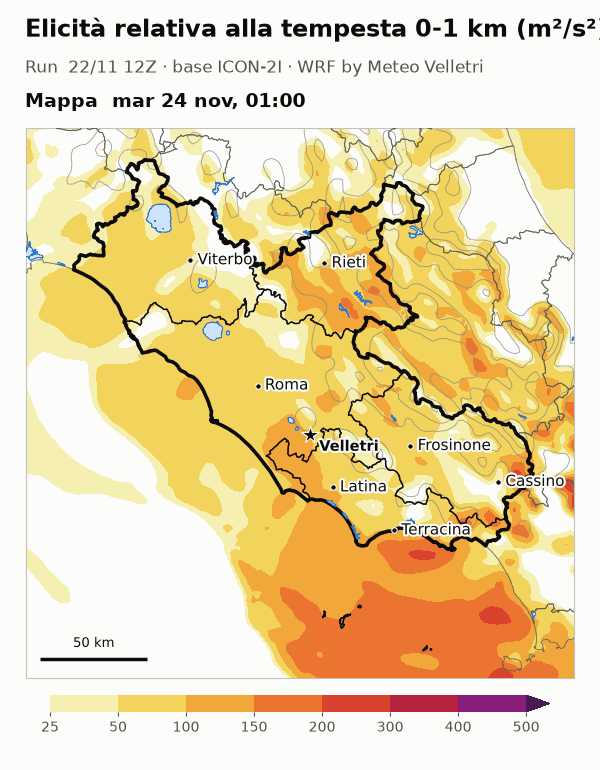 Elicità relativa alla tempesta 0-1 km (m²/s²)
Run  22/11 12Z · base ICON-2I · WRF by Meteo Velletri
Mappa  mar 24 nov, 01:00
Viterbo
Rieti
Roma
Velletri
Frosinone
Cassino
Latina
Terracina
50 km
25 50 100 150 200 300 400 500